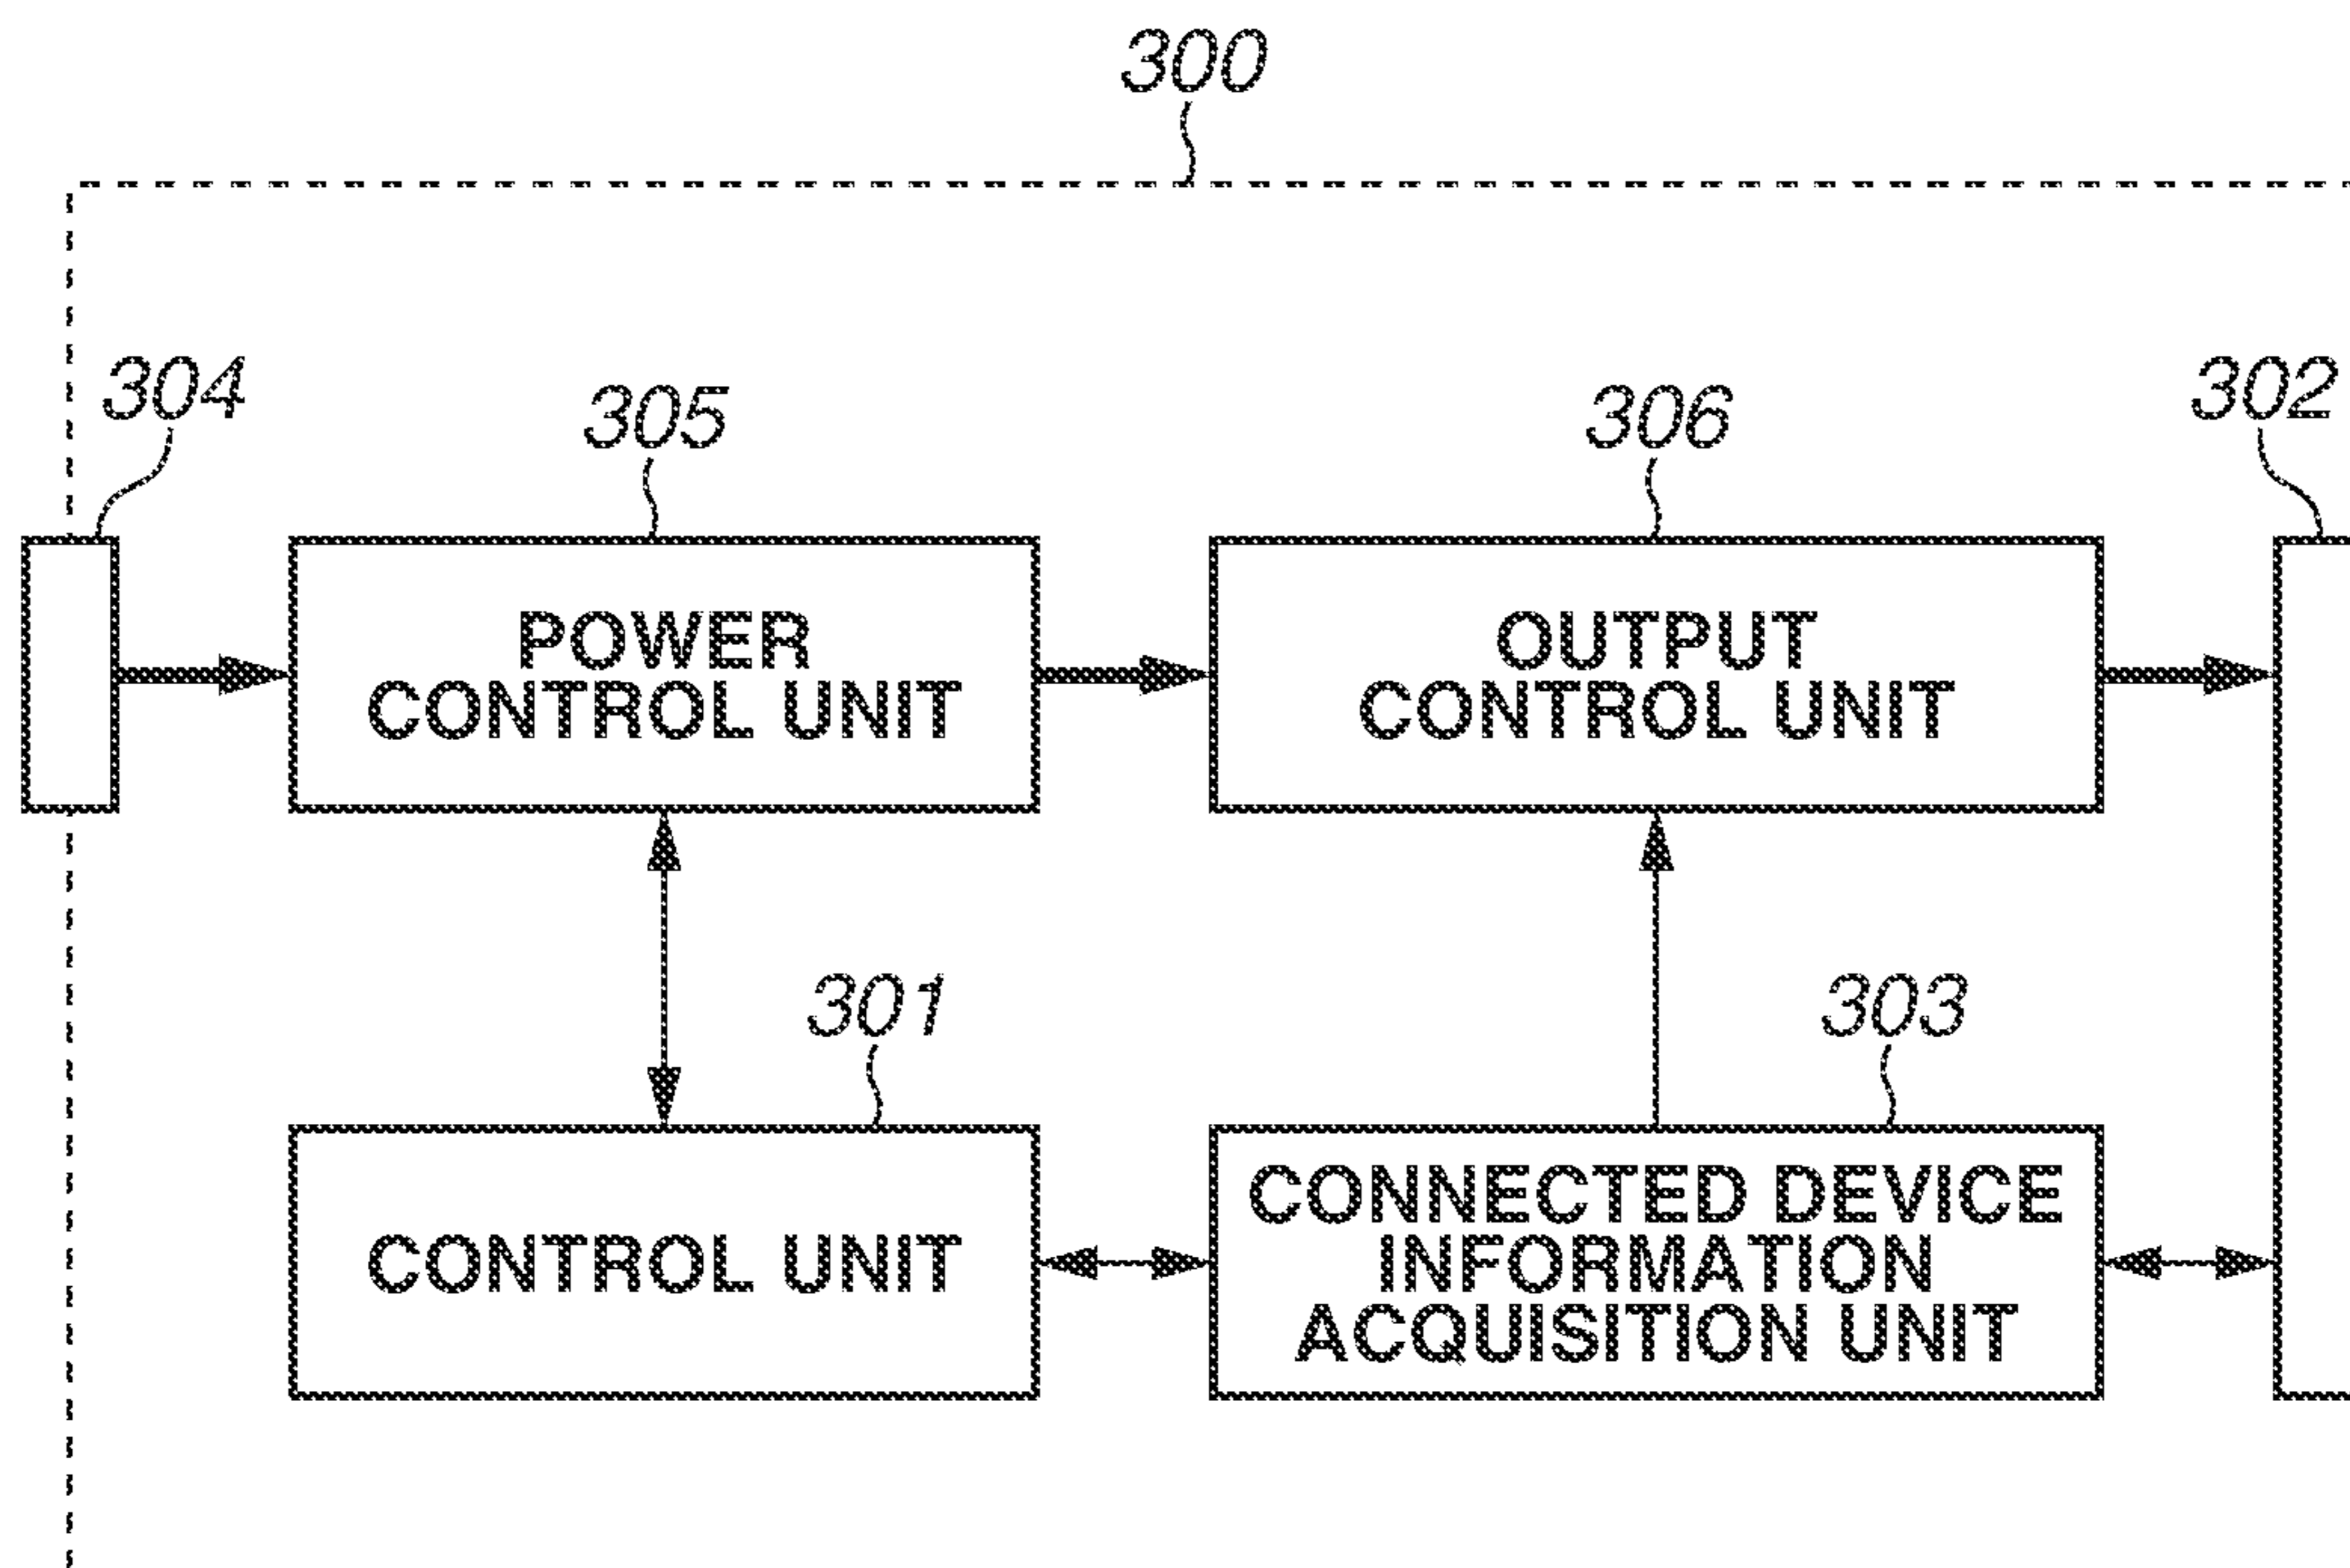 300
304
305
306
302
POWER
CONTROL UNIT
OUTPUT
CONTROL UNIT
301
303
CONTROL UNIT
CONNECTED DEVICE
INFORMATION
ACQUISITION UNIT